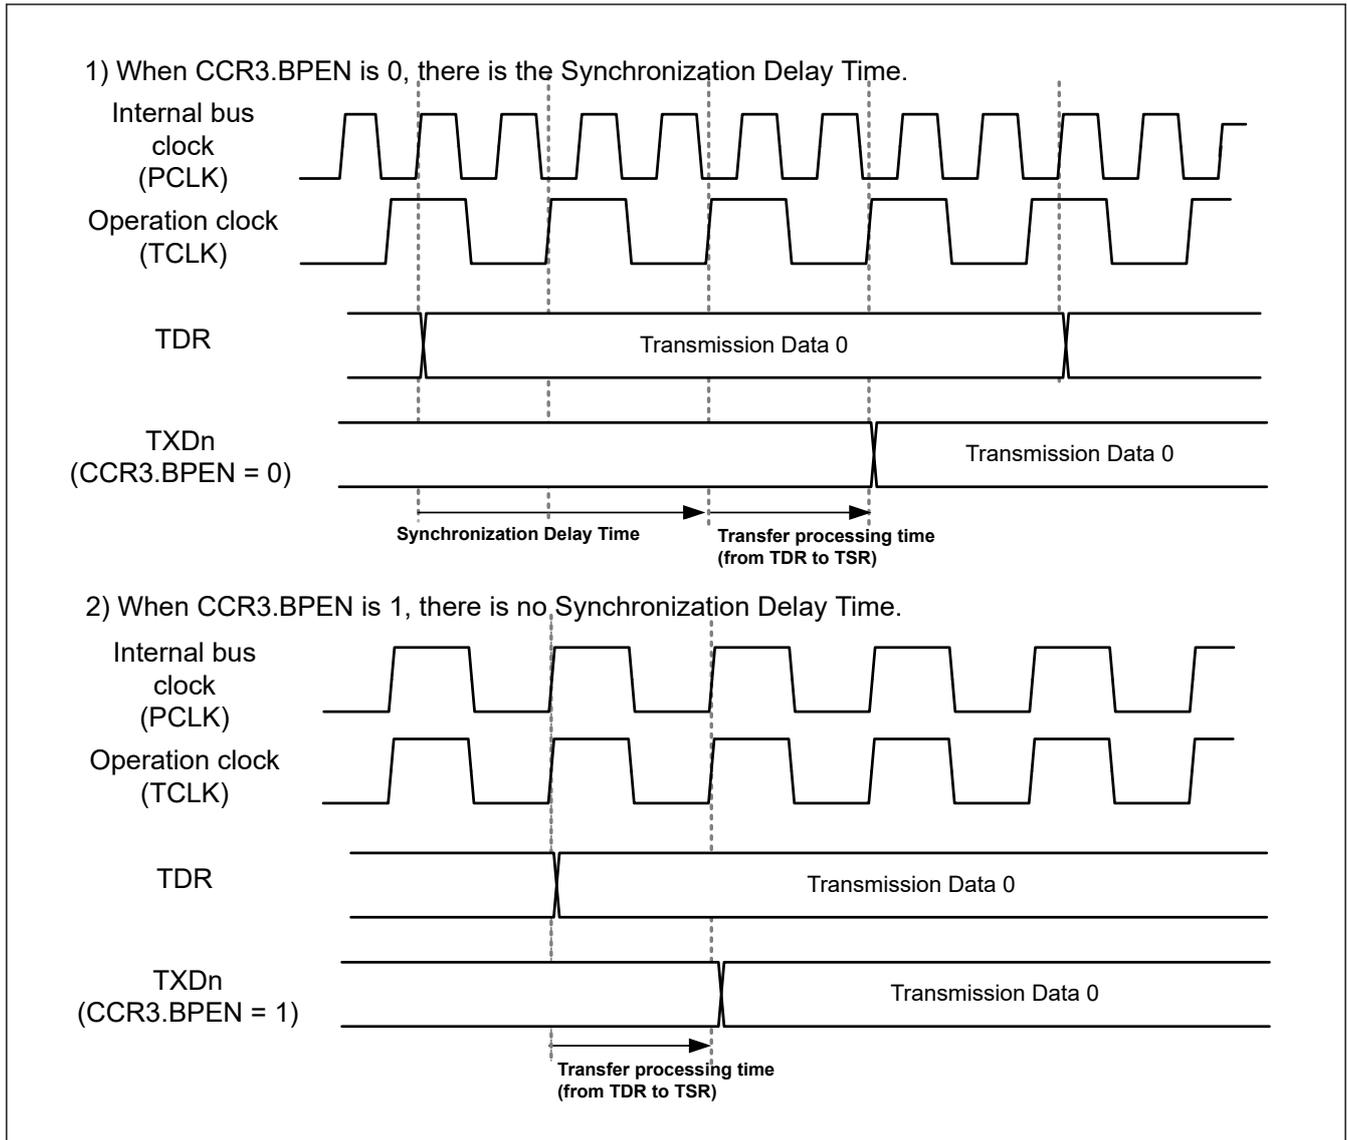 1) When CCR3.BPEN is 0, there is the Synchronization Delay Time.
Internal bus
clock
(PCLK)
Operation clock
(TCLK)
TDR
Transmission Data 0
TXDn
(CCR3.BPEN = 0)
Transmission Data 0
Synchronization Delay Time
Transfer processing time
(from TDR to TSR)
2) When CCR3.BPEN is 1, there is no Synchronization Delay Time.
Internal bus
clock
(PCLK)
Operation clock
(TCLK)
TDR
Transmission Data 0
TXDn
(CCR3.BPEN = 1)
Transmission Data 0
Transfer processing time
(from TDR to TSR)